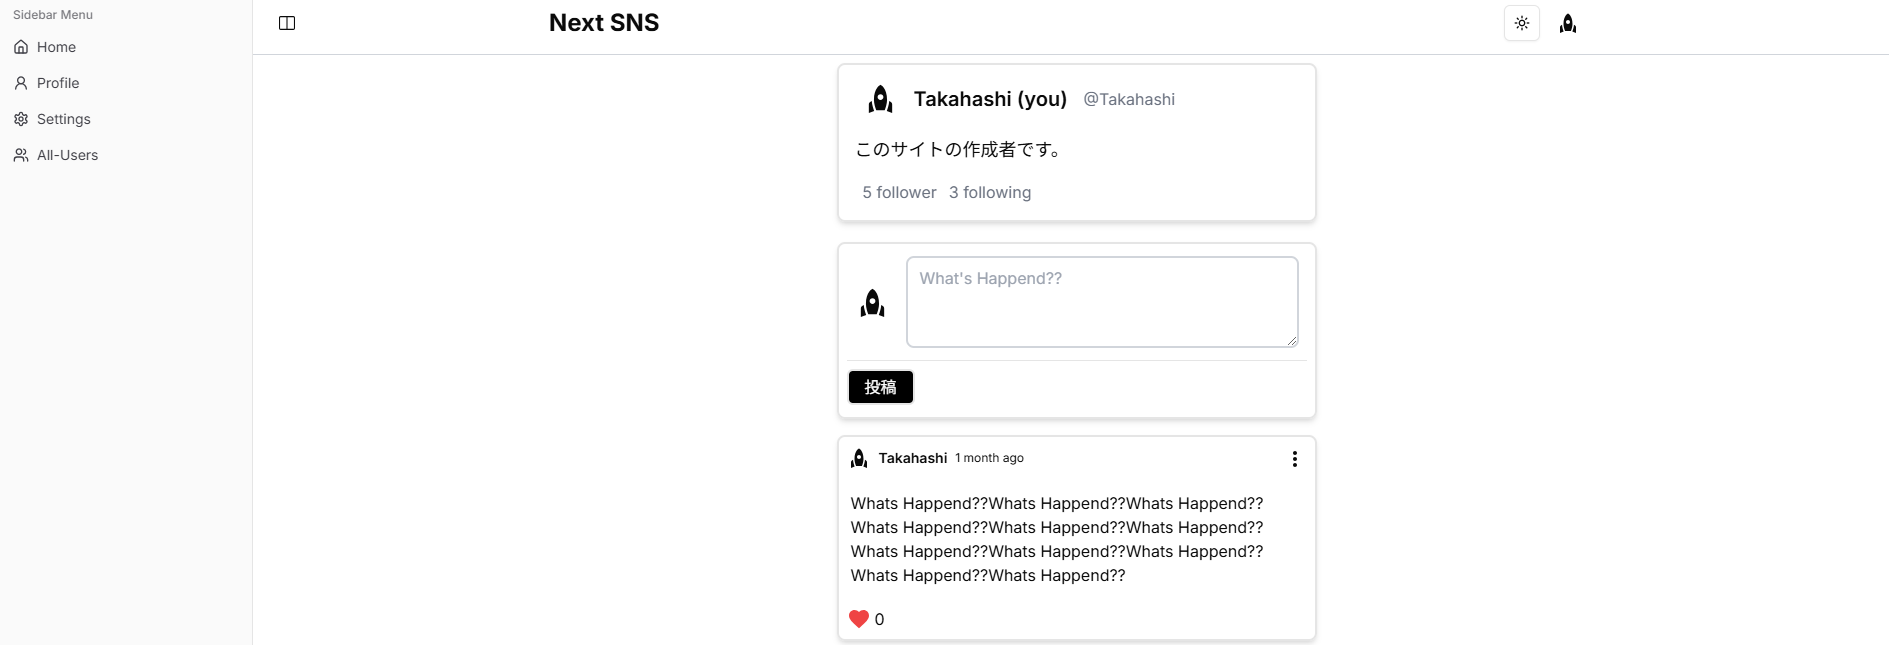 Sidebar Menu
Home
Profile
Settings
All-Users
Next SNS
Takahashi (you) @Takahashi
このサイトの作成者です。
5 follower 3 following
What's Happend??
投稿
Takahashi 1 month ago
Whats Happend??Whats Happend??Whats Happend??
Whats Happend??Whats Happend??Whats Happend??
Whats Happend??Whats Happend??Whats Happend??
Whats Happend??Whats Happend??
0